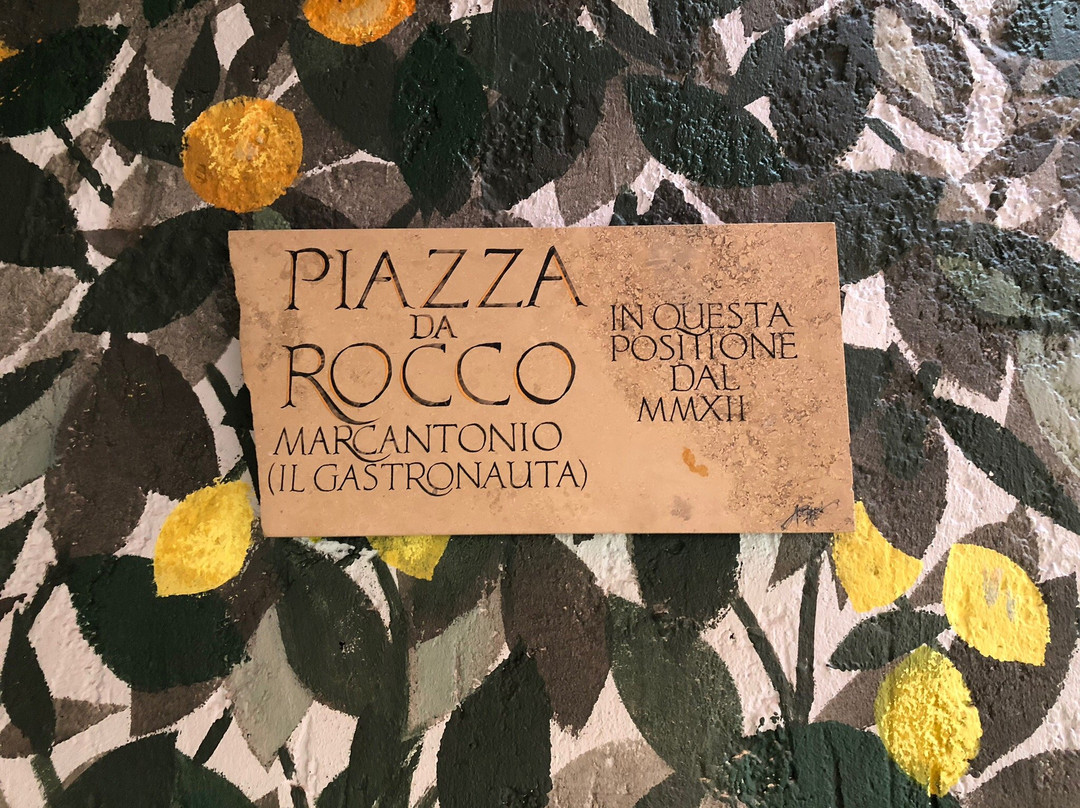 PIAZZA
DA
ROCCO
MARCANTONIO
(IL GASTRONAUTA)
IN QUESTA
POSITIONE
DAL
MMXII